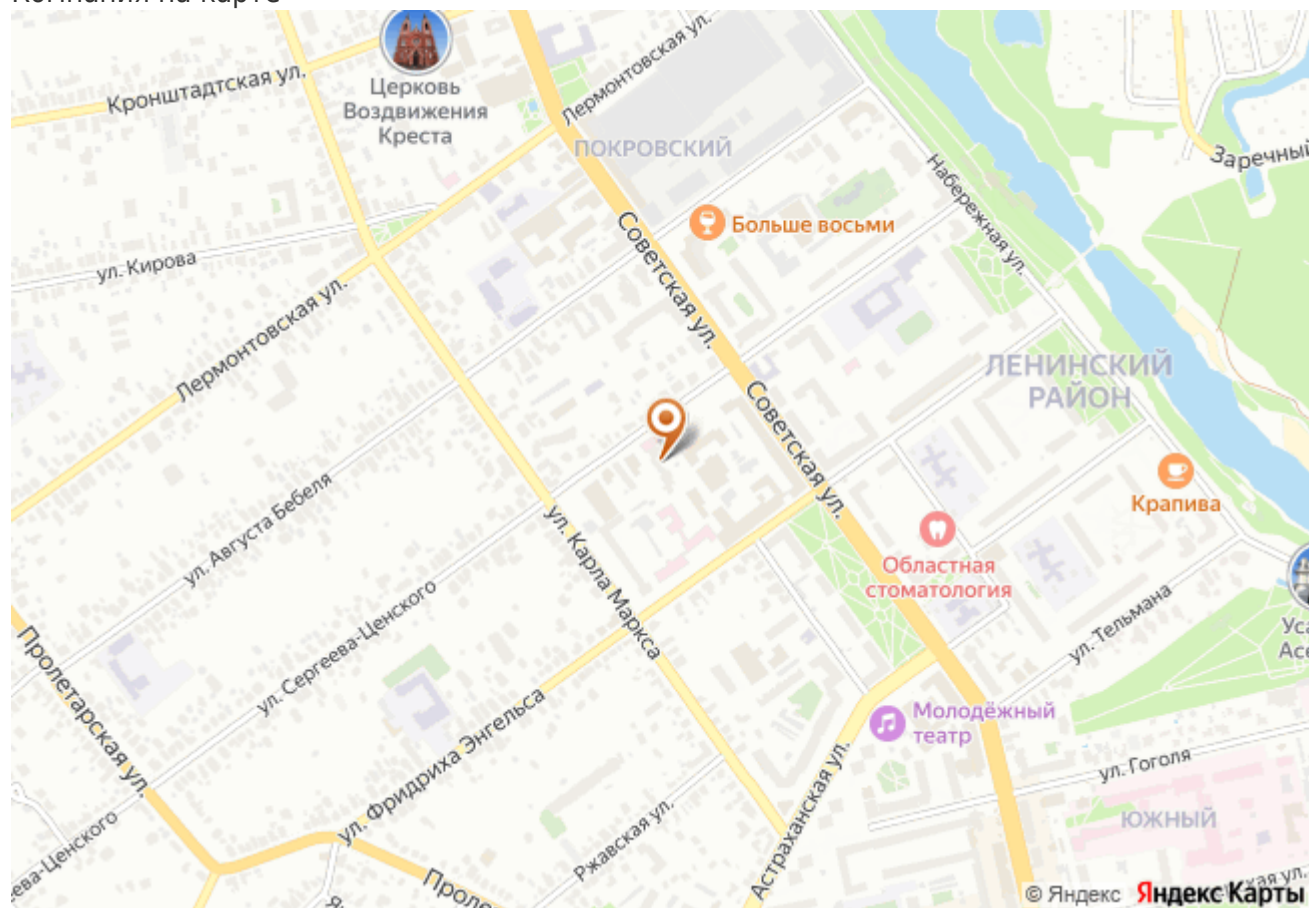 Кронштадтская ул.
Церковь
Воздвижения
Креста
Лермонтовская ул.
ПОКРОВСКИЙ
Заречный
Набережная ул.
Больше восьми
Советская ул.
ул. Кирова
Лермонтовская ул.
ЛЕНИНСКИЙ
РАЙОН
Советская ул.
Крапива
ул. Августа Бебеля
ул. Карла Маркса
Областная
стоматология
ул. Тельмана
ул. Сергеева-Ценского
Пролетарская ул.
Молодёжный
театр
ул. Фридриха Энгельса
ул. Гоголя
Астраханская ул.
Ржавская ул.
ЮЖНЫЙ
© Яндекс Яндекс Карты